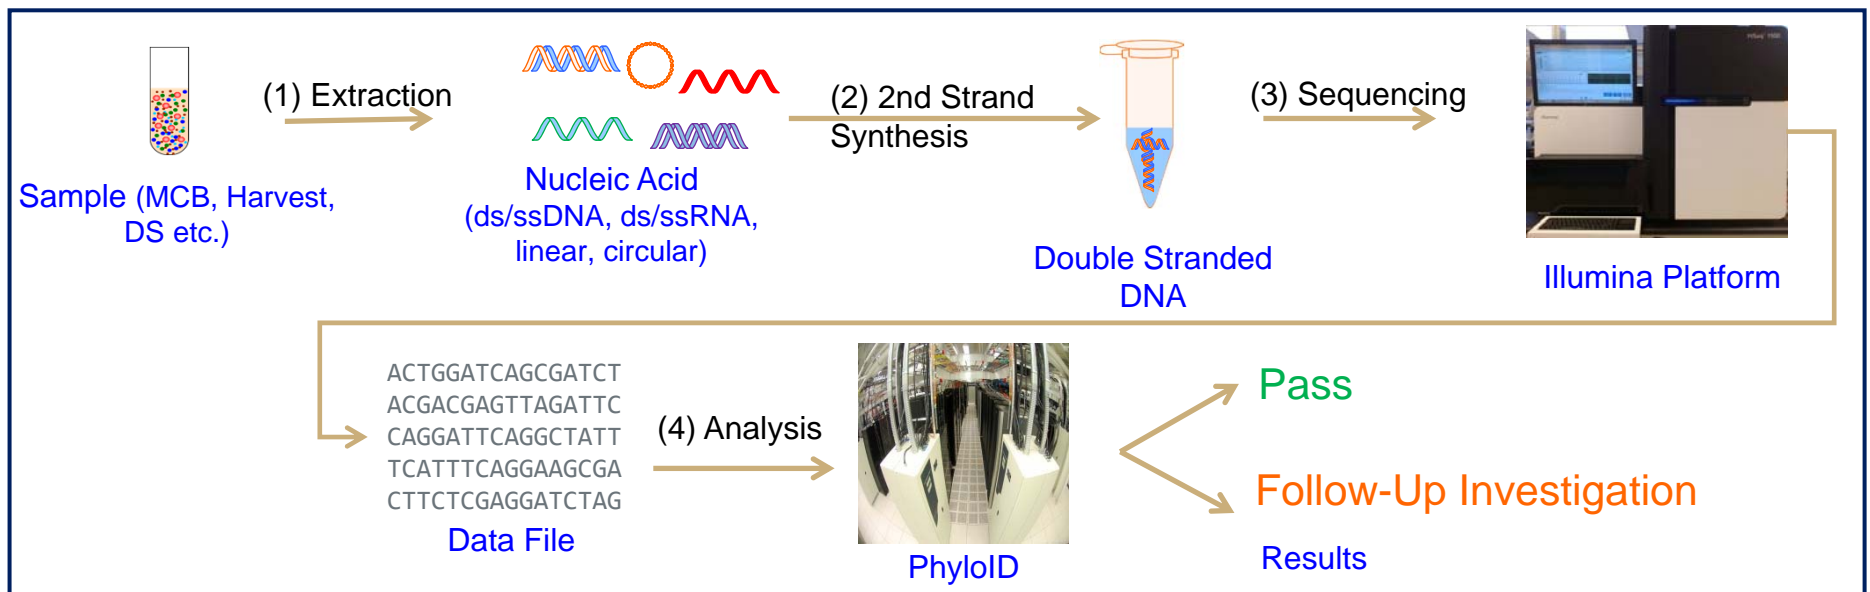 (1) Extraction
(2) 2nd Strand
Synthesis
(3) Sequencing
Sample (MCB, Harvest,
DS etc.)
Nucleic Acid
(ds/ssDNA, ds/ssRNA,
linear, circular)
Double Stranded
DNA
Illumina Platform
ACTGGATCAGCGATCT
ACGACGAGTTAGATTC
CAGGATTCAGGCTATT
TCATTTCAGGAAGCGA
CTTCTCGAGGATCTAG
Data File
(4) Analysis
PhyloID
Pass
Follow-Up Investigation
Results